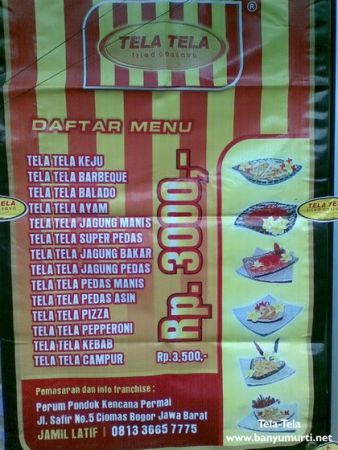 TELA TELA
fried cassava
®
DAFTAR MENU
TELA TELA KEJU
TELA TELA BARBEQUE
TELA TELA BALADO
TELA TELA AYAM
TELA TELA JAGUNG MANIS
TELA TELA SUPER PEDAS
TELA TELA JAGUNG BAKAR
TELA TELA JAGUNG PEDAS
TELA TELA PEDAS MANIS
TELA TELA PEDAS ASIN
TELA TELA PIZZA
TELA TELA PEPPERONI
TELA TELA KEBAB
TELA TELA CAMPUR Rp.3.500,-
Rp. 3000,-
Pemasaran dan info franchise :
Perum Pondok Kencana Permai
Jl. Safir No.5 Ciomas Bogor Jawa Barat
JAMIL LATIF | 0813 3665 7775
Tela-Tela
www.banyumurti.net